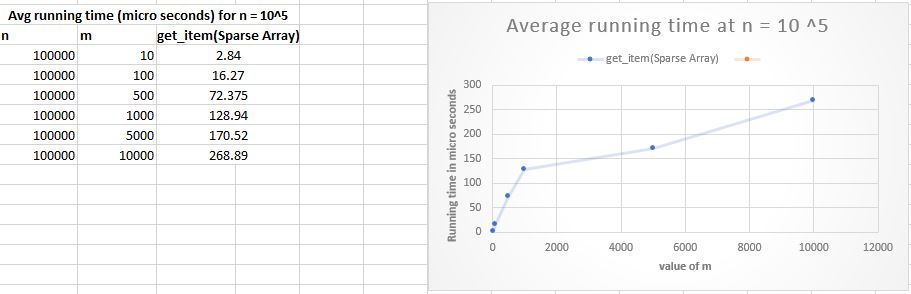 Avg running time (micro seconds) for n = 10^5
n m get_item(Sparse Array)
100000 10 2.84
100000 100 16.27
100000 500 72.375
100000 1000 128.94
100000 5000 170.52
100000 10000 268.89
Average running time at n = 10 ^5
get_item(Sparse Array)
Running time in micro seconds
300
250
200
150
100
50
0
0 2000 4000 6000 8000 10000 12000
value of m